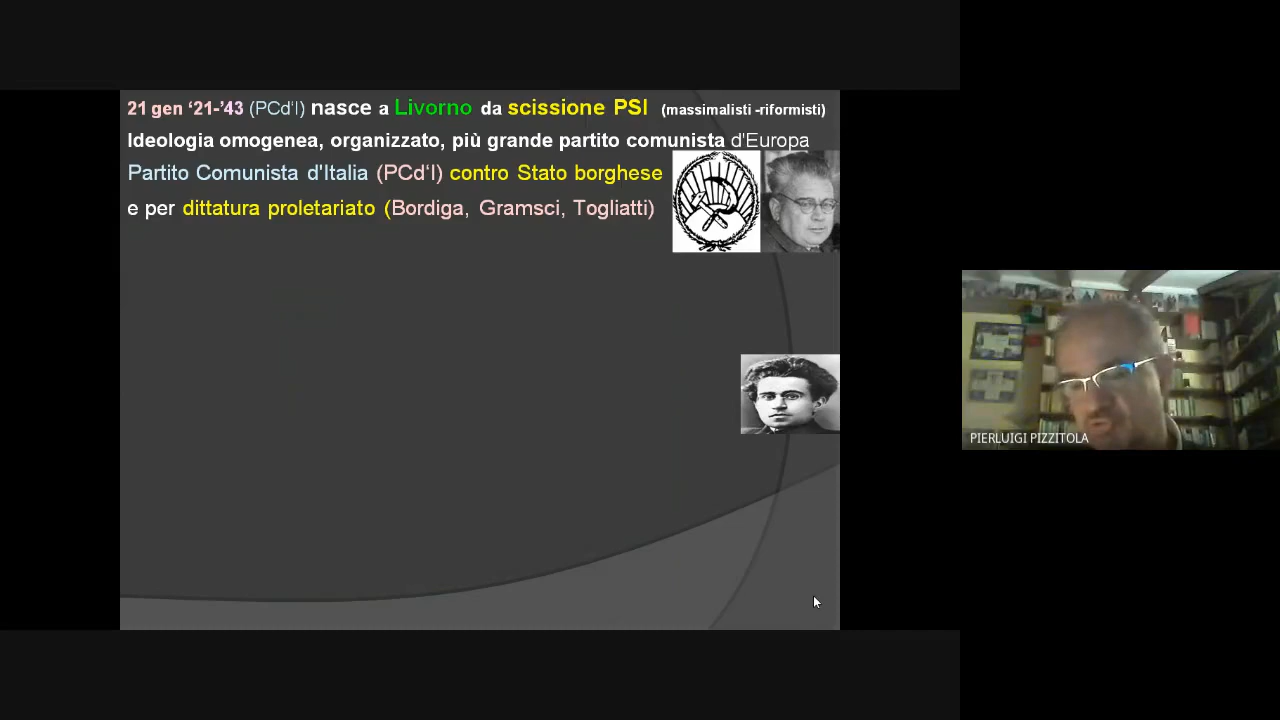 21 gen ‘21-’43 (PCd‘I) nasce a Livorno da scissione PSI (massimalisti -riformisti)
Ideologia omogenea, organizzato, più grande partito comunista d'Europa
Partito Comunista d'Italia (PCd‘I) contro Stato borghese
e per dittatura proletariato (Bordiga, Gramsci, Togliatti)
PIERLUIGI PIZZITOLA